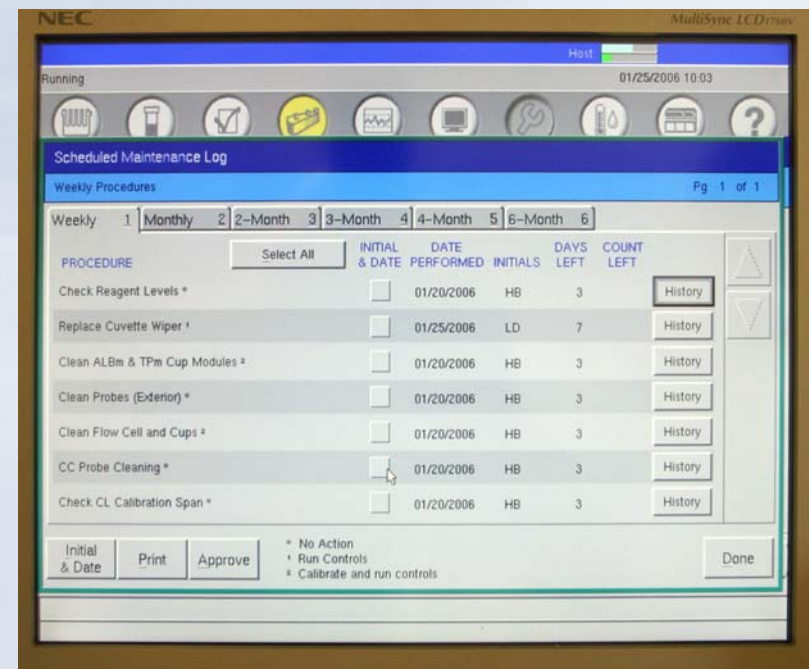 NEC MultiSync LCD
Host
Running 01/25/2006 10:03
?
Scheduled Maintenance Log
Weekly Procedures Pg 1 of 1
Weekly 1 Monthly 2 2-Month 3 3-Month 4 4-Month 5 6-Month 6
PROCEDURE Select All INITIAL & DATE DATE PERFORMED INITIALS DAYS LEFT COUNT LEFT
Check Reagent Levels * 01/20/2006 HB 3 History
Replace Cuvette Wiper ¹ 01/25/2006 LD 7 History
Clean ALBm & TPm Cup Modules ² 01/20/2006 HB 3 History
Clean Probes (Exterior) * 01/20/2006 HB 3 History
Clean Flow Cell and Cups ² 01/20/2006 HB 3 History
CC Probe Cleaning * 01/20/2006 HB 3 History
Check CL Calibration Span * 01/20/2006 HB 3 History
Initial & Date Print Approve Done
* No Action
¹ Run Controls
² Calibrate and run controls